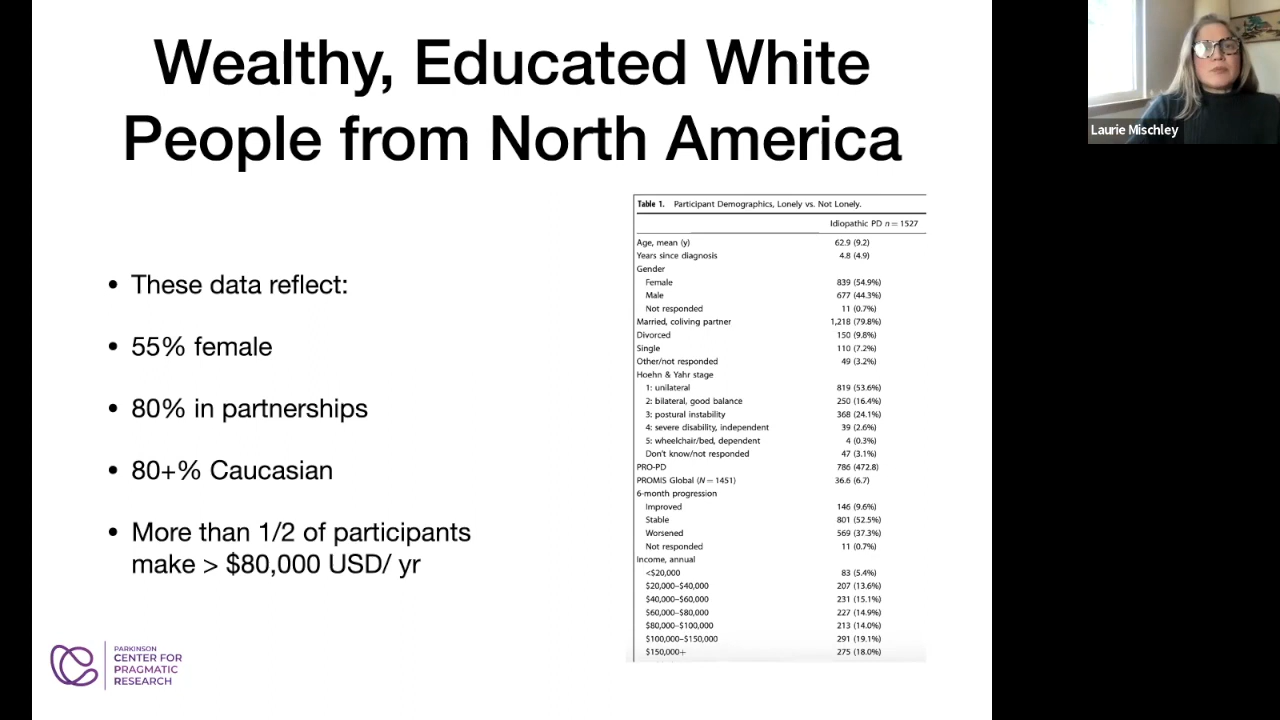 Wealthy, Educated White
People from North America
• These data reflect:
• 55% female
• 80% in partnerships
• 80+% Caucasian
• More than 1/2 of participants
make > $80,000 USD/ yr
PARKINSON
CENTER FOR
PRAGMATIC
RESEARCH
Table 1. Participant Demographics, Lonely vs. Not Lonely.
Idiopathic PD n = 1527
Age, mean (y) 62.9 (9.2)
Years since diagnosis 4.8 (4.9)
Gender
Female 839 (54.9%)
Male 677 (44.3%)
Not responded 11 (0.7%)
Married, coliving partner 1,218 (79.8%)
Divorced 150 (9.8%)
Single 110 (7.2%)
Other/not responded 49 (3.2%)
Hoehn & Yahr stage
1: unilateral 819 (53.6%)
2: bilateral, good balance 250 (16.4%)
3: postural instability 368 (24.1%)
4: severe disability, independent 39 (2.6%)
5: wheelchair/bed, dependent 4 (0.3%)
Don't know/not responded 47 (3.1%)
PRO-PD 786 (472.8)
PROMIS Global (N = 1451) 36.6 (6.7)
6-month progression
Improved 146 (9.6%)
Stable 801 (52.5%)
Worsened 569 (37.3%)
Not responded 11 (0.7%)
Income, annual
<$20,000 83 (5.4%)
$20,000–$40,000 207 (13.6%)
$40,000–$60,000 231 (15.1%)
$60,000–$80,000 227 (14.9%)
$80,000–$100,000 213 (14.0%)
$100,000–$150,000 291 (19.1%)
$150,000+ 275 (18.0%)
Laurie Mischley